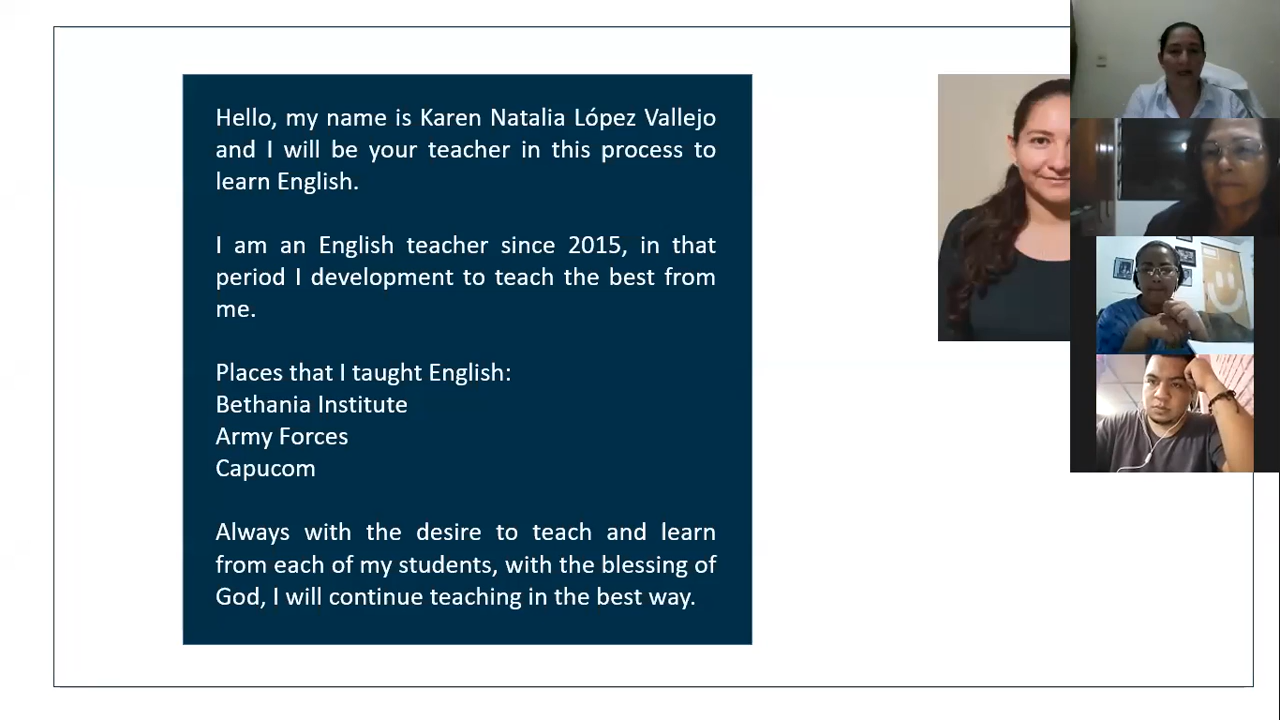 Hello, my name is Karen Natalia López Vallejo
and I will be your teacher in this process to
learn English.
I am an English teacher since 2015, in that
period I development to teach the best from
me.
Places that I taught English:
Bethania Institute
Army Forces
Capucom
Always with the desire to teach and learn
from each of my students, with the blessing of
God, I will continue teaching in the best way.